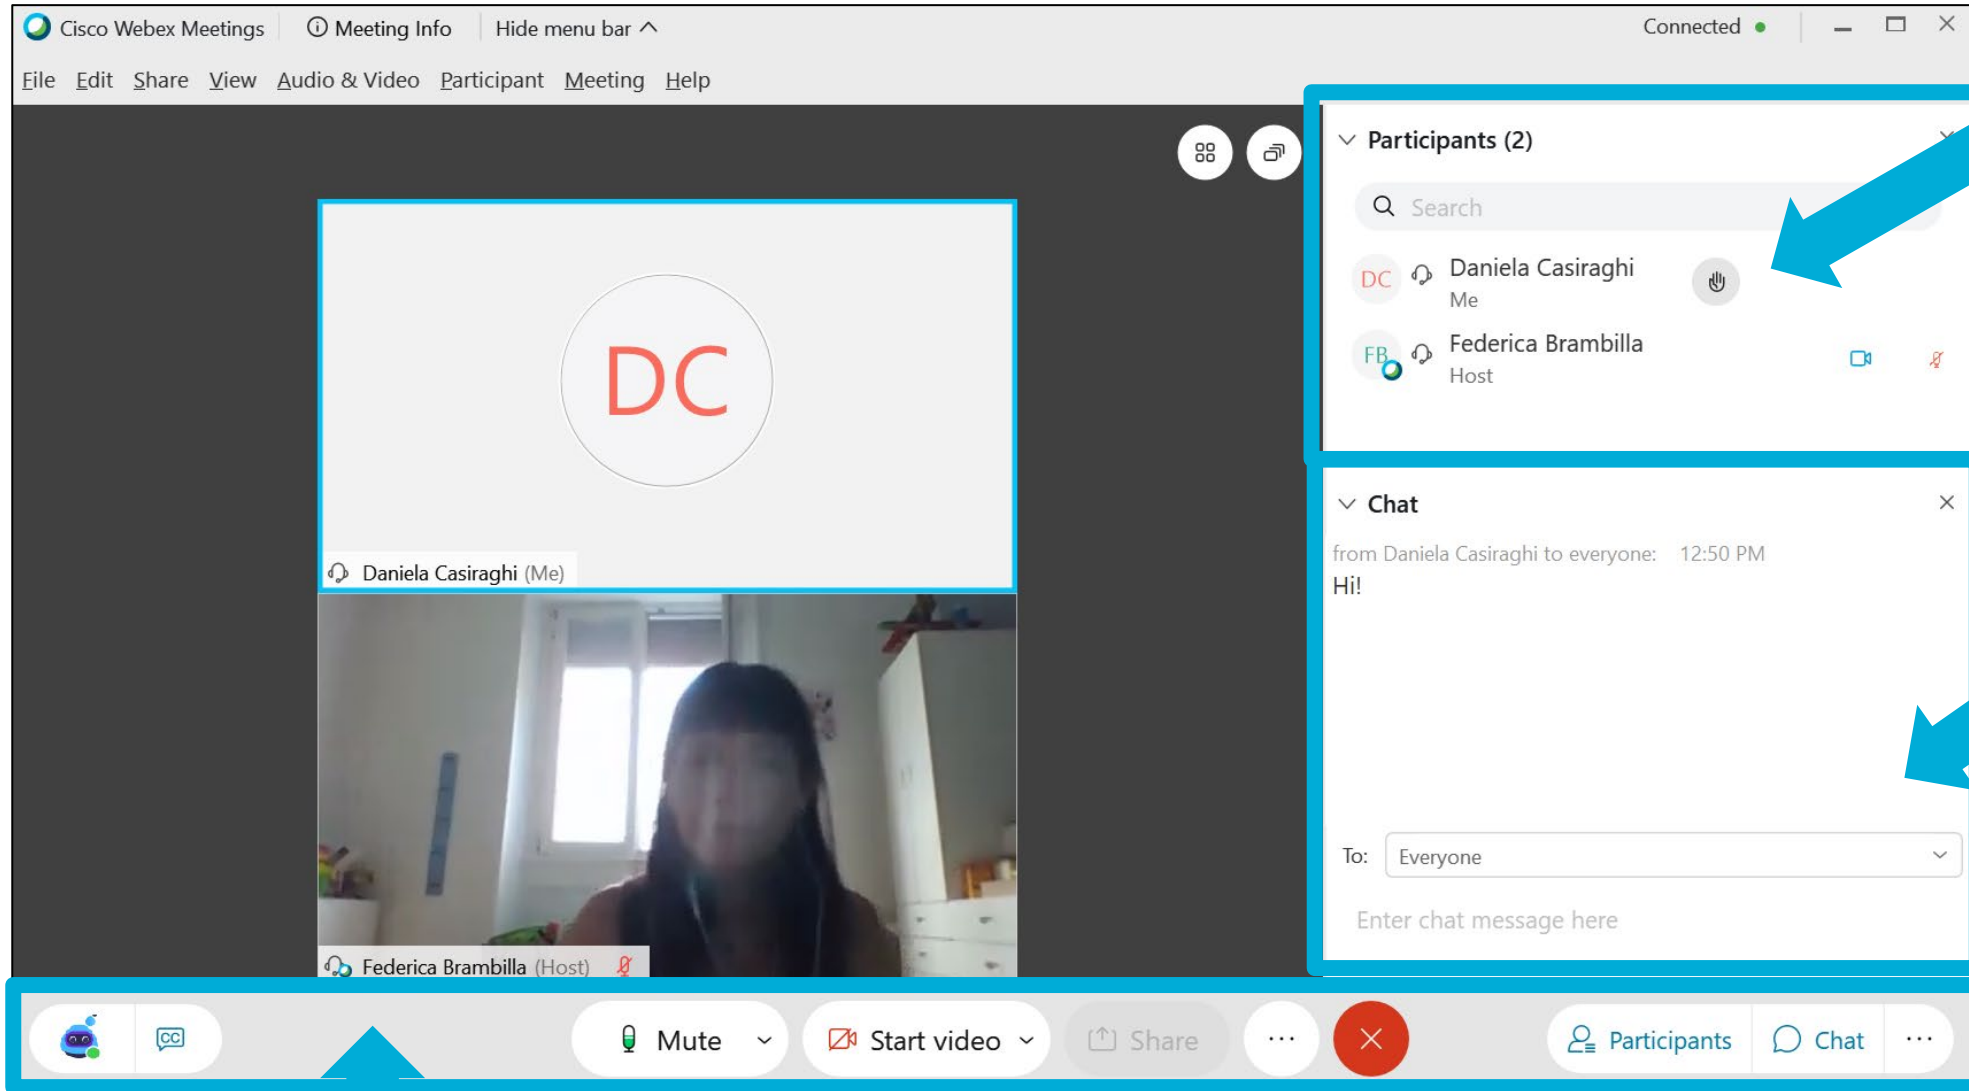 Cisco Webex Meetings Meeting Info Hide menu bar Connected
File Edit Share View Audio & Video Participant Meeting Help
Participants (2)
Search
DC Daniela Casiraghi
Me
FB Federica Brambilla
Host
DC
Daniela Casiraghi (Me)
Chat
from Daniela Casiraghi to everyone: 12:50 PM
Hi!
To: Everyone
Enter chat message here
Federica Brambilla (Host)
CC Mute Start video Share ... Participants Chat ...